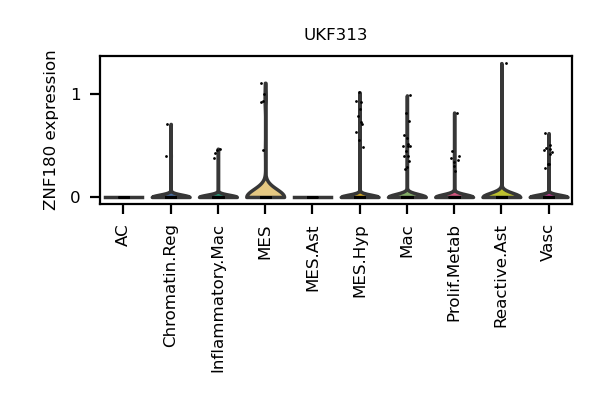 UKF313
ZNF180 expression
1
0
AC
Chromatin.Reg
Inflammatory.Mac
MES
MES.Ast
MES.Hyp
Mac
Prolif.Metab
Reactive.Ast
Vasc